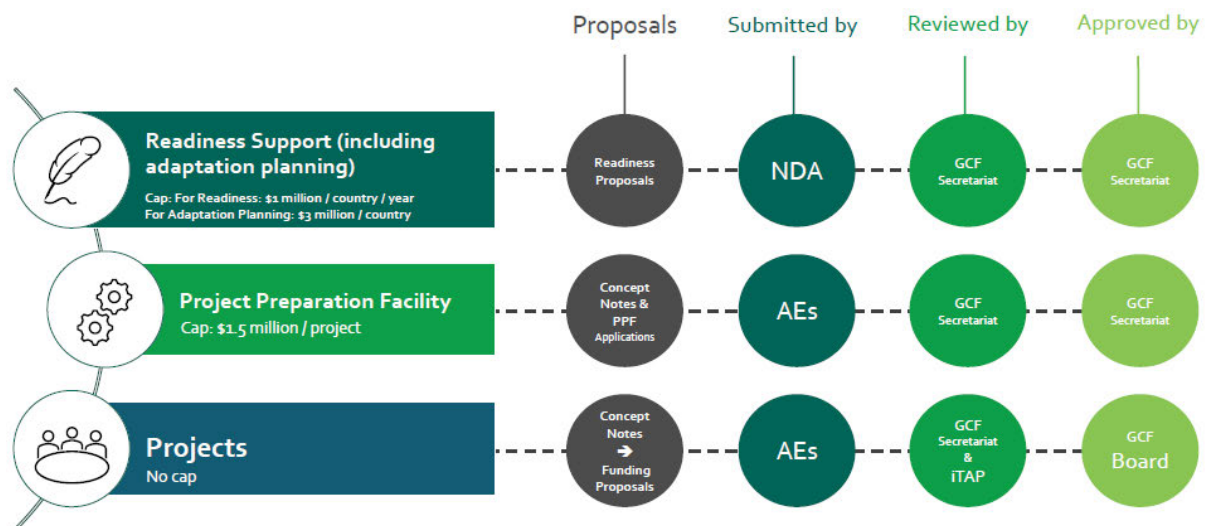 Proposals
Submitted by
Reviewed by
Approved by
Readiness Support (including
adaptation planning)
Cap: For Readiness: $1 million / country / year
For Adaptation Planning: $3 million / country
Readiness
Proposals
NDA
GCF
Secretariat
GCF
Secretariat
Project Preparation Facility
Cap: $1.5 million / project
Concept
Notes &
PPF
Applications
AEs
GCF
Secretariat
GCF
Secretariat
Projects
No cap
Concept
Notes
➔
Funding
Proposals
AEs
GCF
Secretariat
&
iTAP
GCF
Board